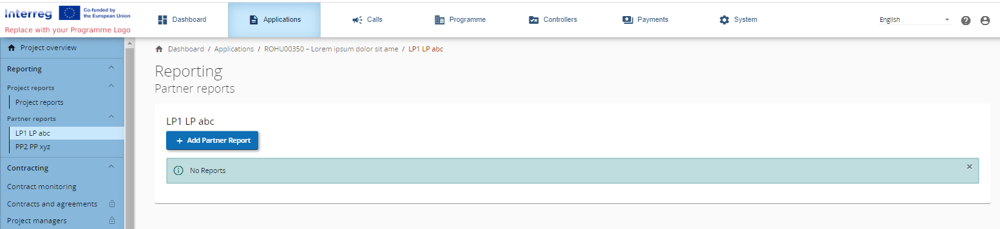 Interreg
Co-funded by
the European Union
Replace with your Programme Logo
Dashboard
Applications
Calls
Programme
Controllers
Payments
System
English
Project overview
Reporting
Project reports
Project reports
Partner reports
LP1 LP abc
PP2 PP xyz
Contracting
Contract monitoring
Contracts and agreements
Project managers
Dashboard / Applications / ROHU00350 – Lorem ipsum dolor sit ame / LP1 LP abc
Reporting
Partner reports
LP1 LP abc
+ Add Partner Report
No Reports